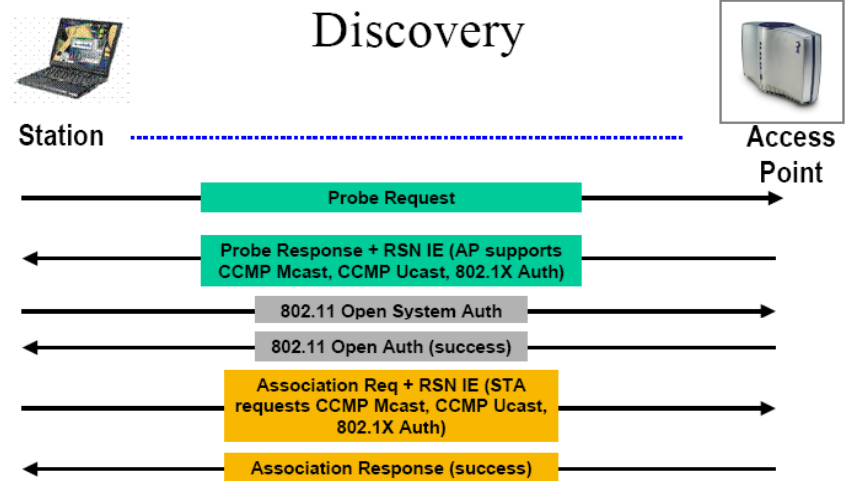 Discovery
Station
Access
Point
Probe Request
Probe Response + RSN IE (AP supports
CCMP Mcast, CCMP Ucast, 802.1X Auth)
802.11 Open System Auth
802.11 Open Auth (success)
Association Req + RSN IE (STA
requests CCMP Mcast, CCMP Ucast,
802.1X Auth)
Association Response (success)